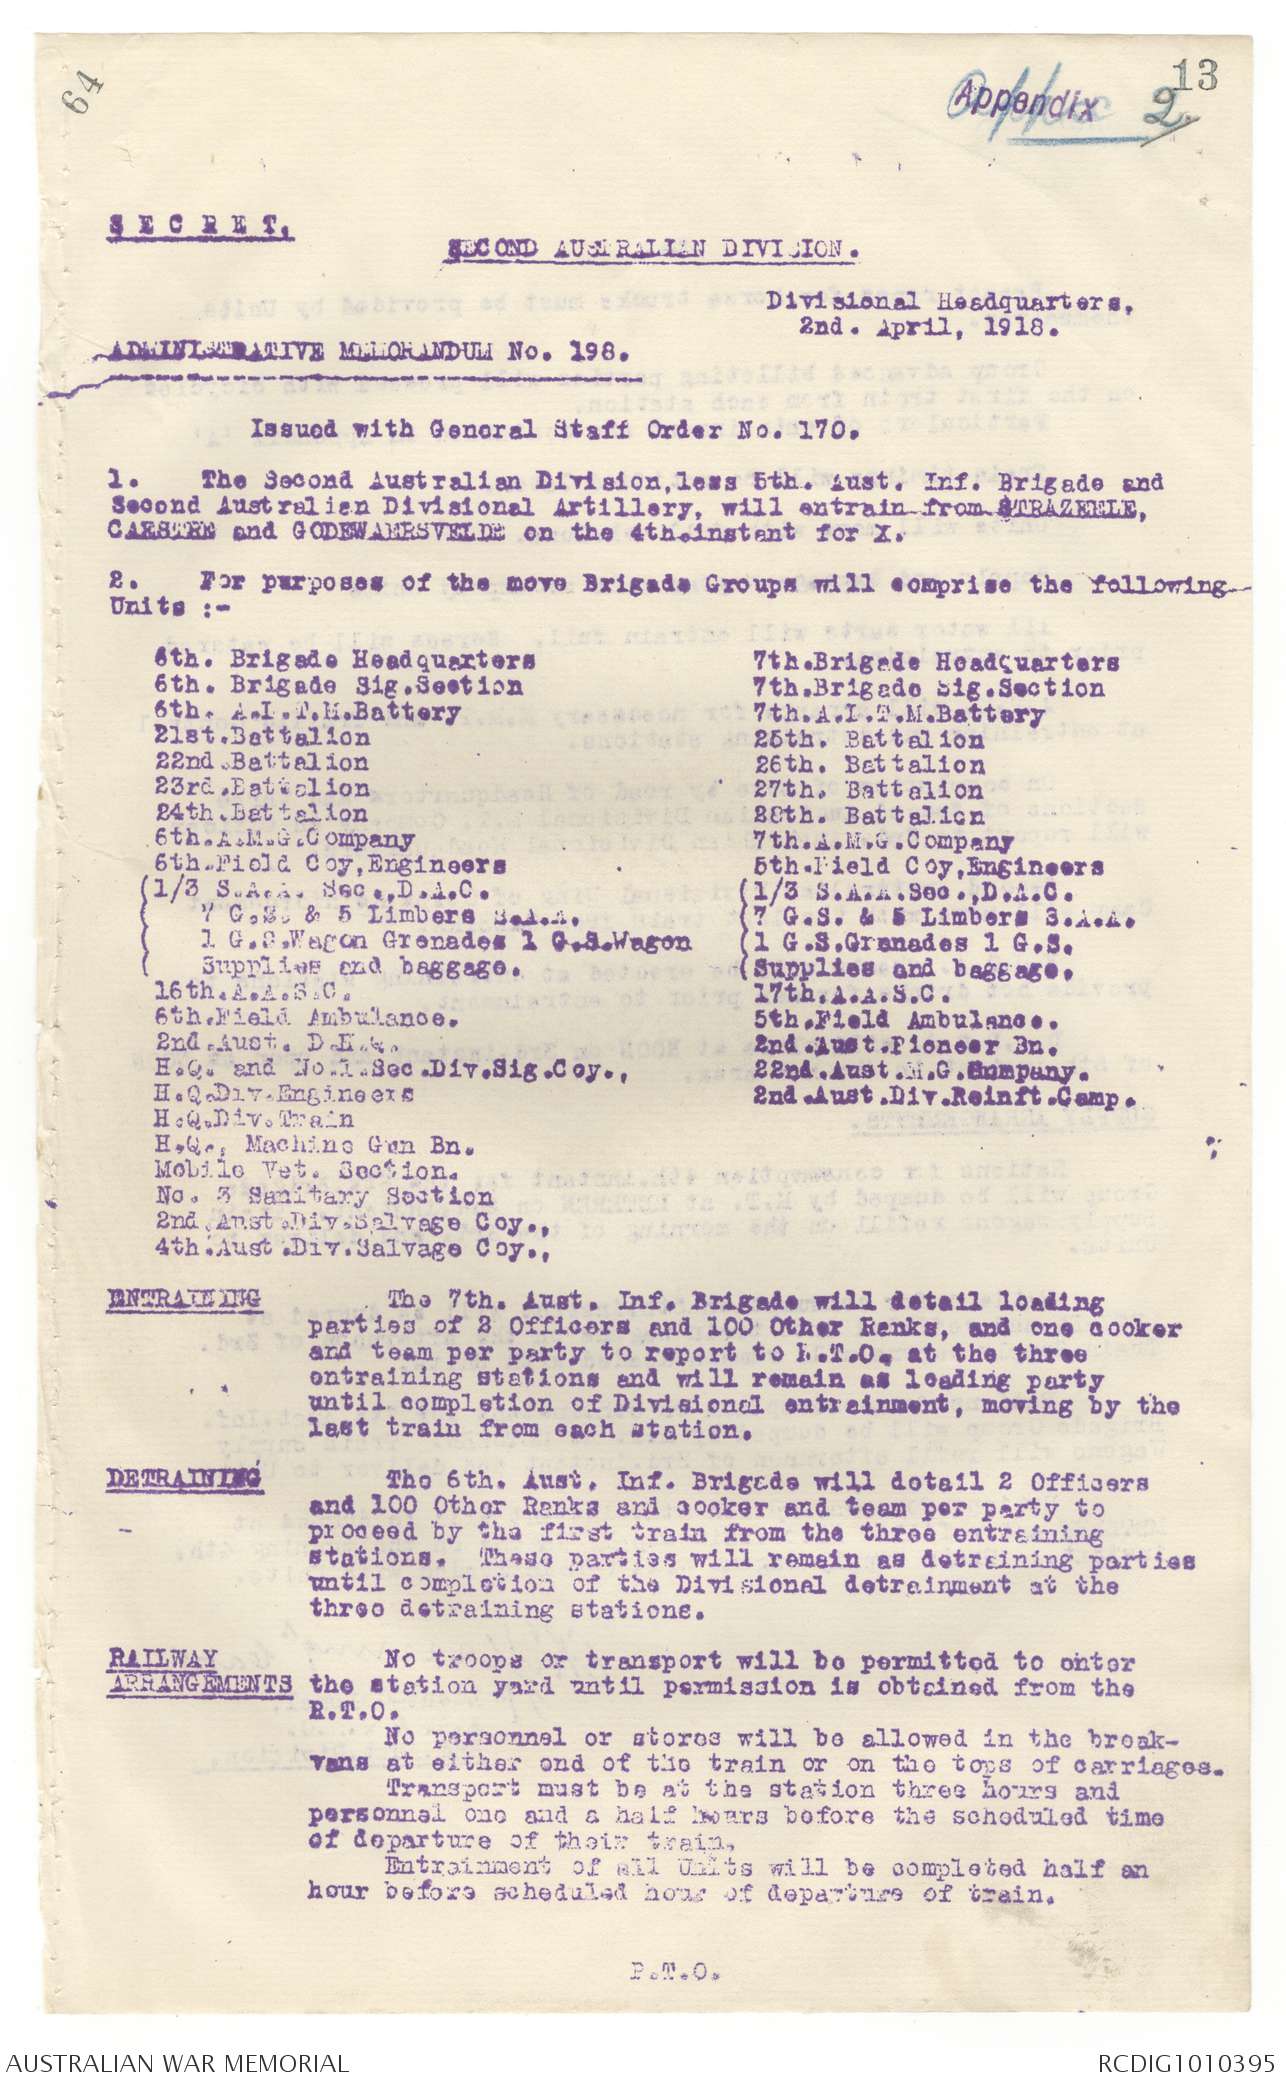 64
13
Appendix 2.
S E C R E T.
SECOND AUSTRALIAN DIVISION.
Divisional Headquarters,
2nd. April, 1918.
ADMINISTRATIVE MEMORANDUM No. 198.
Issued with General Staff Order No. 170.
1. The Second Australian Division,less 5th. Aust. Inf. Brigade and
Second Australian Divisional Artillery, will entrain from STRAZEELE,
CAESTRE and GODEWAERSVELDE on the 4th.instant for X.
2. For purposes of the move Brigade Groups will comprise the following
Units :-
6th. Brigade Headquarters
6th. Brigade Sig.Section
6th. A.L.T.M.Battery
21st.Battalion
22nd.Battalion
23rd.Battalion
24th.Battalion
6th.A.M.G.Company
6th.Field Coy,Engineers
(1/3 S.A.A. Sec.,D.A.C.
7 G.S. & 5 Limbers S.A.A.
1 G.S.Wagon Grenades 1 G.S.Wagon
Supplies and baggage.
16th.A.A.S.C.
6th.Field Ambulance.
2nd.Aust. D.H.Q.
H.Q. and No.1.Sec.Div.Sig.Coy.,
H.Q.Div.Engineers
H.Q.Div.Train
H.Q., Machine Gun Bn.
Mobile Vet. Section.
No. 3 Sanitary Section
2nd.Aust.Div.Salvage Coy.,
4th.Aust.Div.Salvage Coy.,
7th.Brigade Headquarters
7th.Brigade Sig.Section
7th.A.L.T.M.Battery
25th. Battalion
26th. Battalion
27th. Battalion
28th. Battalion
7th.A.M.G.Company
5th.Field Coy,Engineers
(1/3 S.A.A.Sec.,D.A.C.
(7 G.S. & 5 Limbers S.A.A.
(1 G.S.Grenades 1 G.S.
(Supplies and baggage.
17th.A.A.S.C.
5th.Field Ambulance.
2nd.Aust.Pioneer Bn.
22nd.Aust.M.G.Company.
2nd.Aust.Div.Reinft.Camp.
ENTRAINING The 7th. Aust. Inf. Brigade will detail loading
parties of 2 Officers and 100 Other Ranks, and one cooker
and team per party to report to R.T.O. at the three
entraining stations and will remain as loading party
until completion of Divisional entrainment, moving by the
last train from each station.
DETRAINING The 6th. Aust. Inf. Brigade will detail 2 Officers
and 100 Other Ranks and cooker and team per party to
proceed by the first train from the three entraining
stations. These parties will remain as detraining parties
until completion of the Divisional detrainment at the
three detraining stations.
RAILWAY No troops or transport will be permitted to enter
ARRANGEMENTS the station yard until permission is obtained from the
R.T.O.
No personnel or stores will be allowed in the break-
vans at either end of the train or on the tops of carriages.
Transport must be at the station three hours and
personnel one and a half hours before the scheduled time
of departure of their train.
Entrainment of all Units will be completed half an
hour before scheduled hour of departure of train.
P.T.O.
AUSTRALIAN WAR MEMORIAL
RCDIG1010395